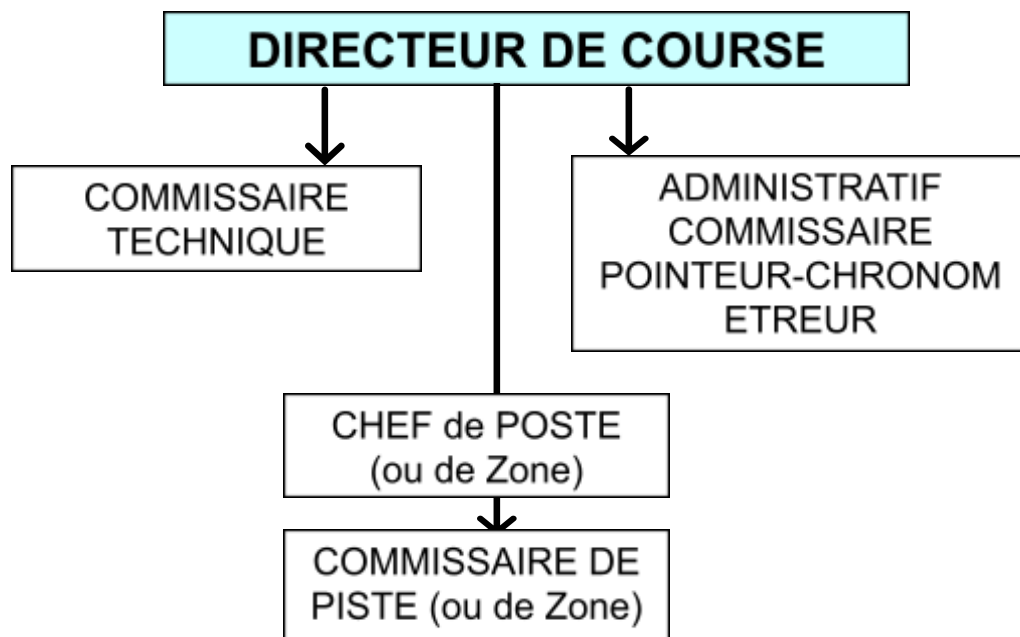 DIRECTEUR DE COURSE
COMMISSAIRE
TECHNIQUE
ADMINISTRATIF
COMMISSAIRE
POINTEUR-CHRONOM
ETREUR
CHEF de POSTE
(ou de Zone)
COMMISSAIRE DE
PISTE (ou de Zone)